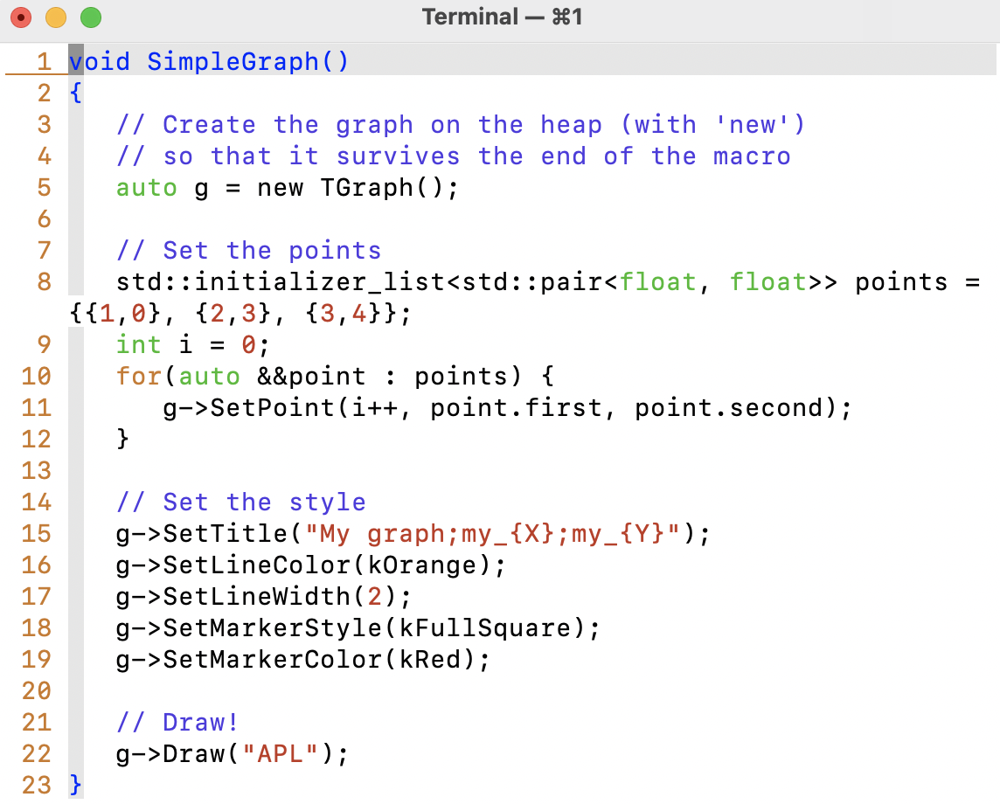 Terminal — ⌘1
1 void SimpleGraph()
2 {
3    // Create the graph on the heap (with 'new')
4    // so that it survives the end of the macro
5    auto g = new TGraph();
6
7    // Set the points
8    std::initializer_list<std::pair<float, float>> points =
{{1,0}, {2,3}, {3,4}};
9    int i = 0;
10    for(auto &&point : points) {
11       g->SetPoint(i++, point.first, point.second);
12    }
13
14    // Set the style
15    g->SetTitle("My graph;my_{X};my_{Y}");
16    g->SetLineColor(kOrange);
17    g->SetLineWidth(2);
18    g->SetMarkerStyle(kFullSquare);
19    g->SetMarkerColor(kRed);
20
21    // Draw!
22    g->Draw("APL");
23 }